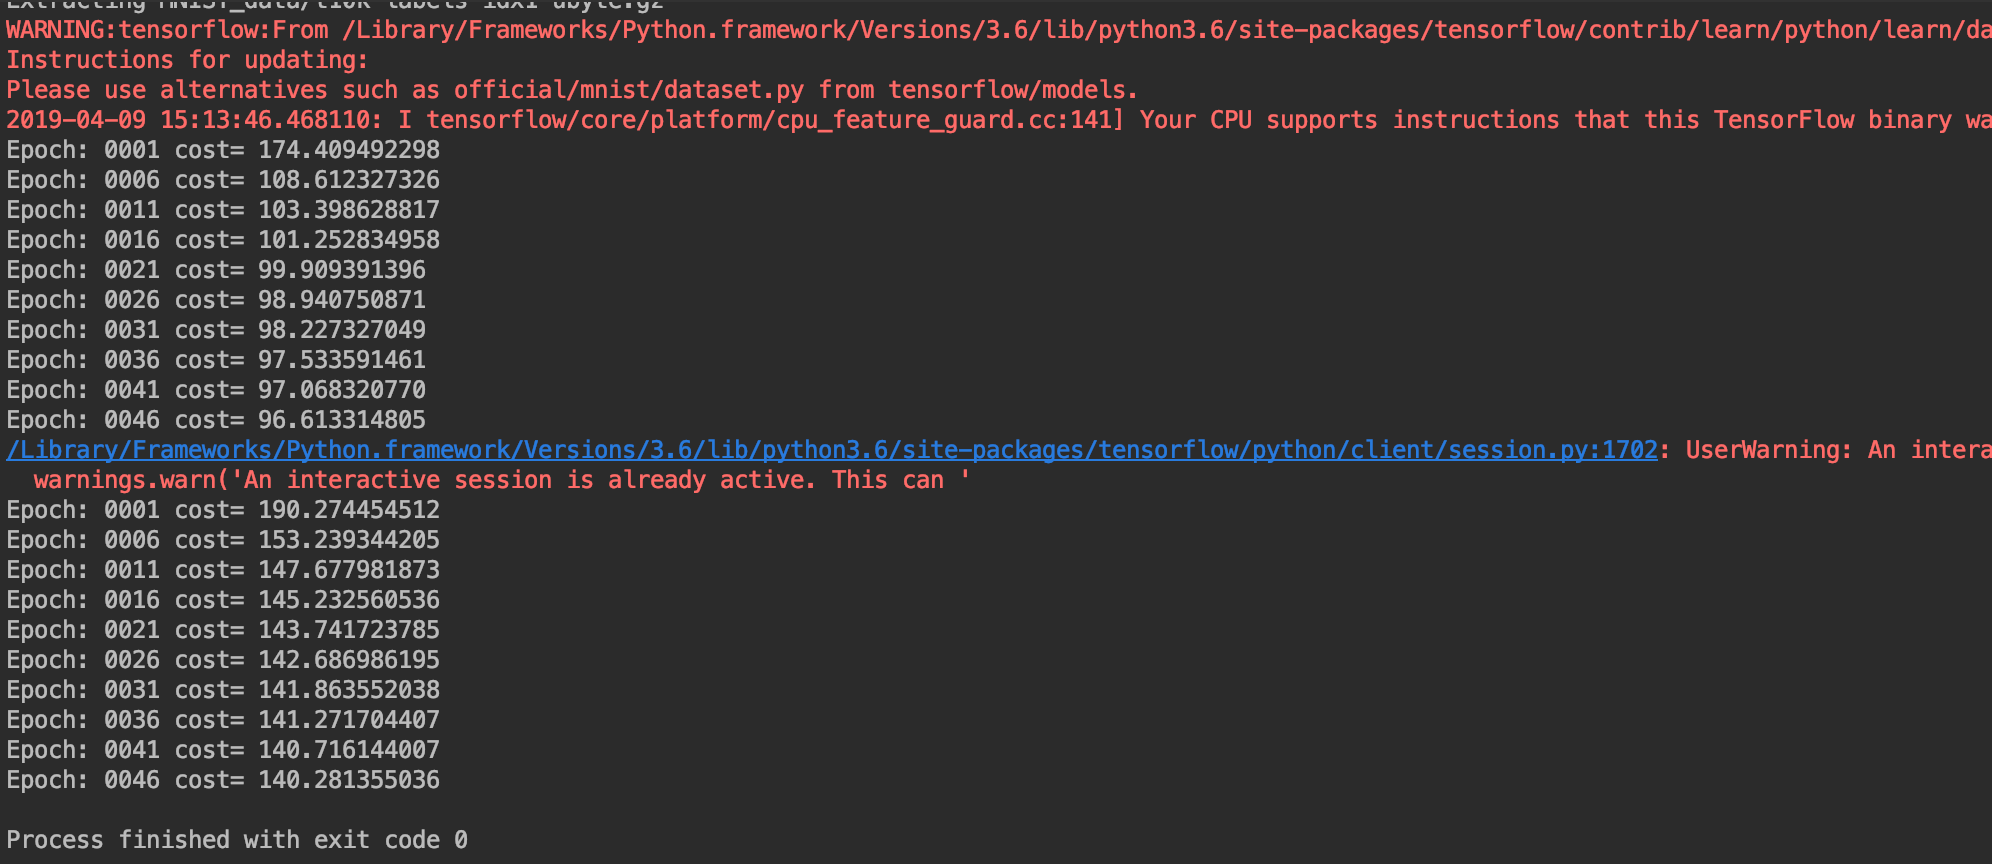 Extracting MNIST_data/t10k-labels-idx1-ubyte.gz
WARNING:tensorflow:From /Library/Frameworks/Python.framework/Versions/3.6/lib/python3.6/site-packages/tensorflow/contrib/learn/python/learn/da
Instructions for updating:
Please use alternatives such as official/mnist/dataset.py from tensorflow/models.
2019-04-09 15:13:46.468110: I tensorflow/core/platform/cpu_feature_guard.cc:141] Your CPU supports instructions that this TensorFlow binary wa
Epoch: 0001 cost= 174.409492298
Epoch: 0006 cost= 108.612327326
Epoch: 0011 cost= 103.398628817
Epoch: 0016 cost= 101.252834958
Epoch: 0021 cost= 99.909391396
Epoch: 0026 cost= 98.940750871
Epoch: 0031 cost= 98.227327049
Epoch: 0036 cost= 97.533591461
Epoch: 0041 cost= 97.068320770
Epoch: 0046 cost= 96.613314805
/Library/Frameworks/Python.framework/Versions/3.6/lib/python3.6/site-packages/tensorflow/python/client/session.py:1702: UserWarning: An intera
  warnings.warn('An interactive session is already active. This can '
Epoch: 0001 cost= 190.274454512
Epoch: 0006 cost= 153.239344205
Epoch: 0011 cost= 147.677981873
Epoch: 0016 cost= 145.232560536
Epoch: 0021 cost= 143.741723785
Epoch: 0026 cost= 142.686986195
Epoch: 0031 cost= 141.863552038
Epoch: 0036 cost= 141.271704407
Epoch: 0041 cost= 140.716144007
Epoch: 0046 cost= 140.281355036
Process finished with exit code 0